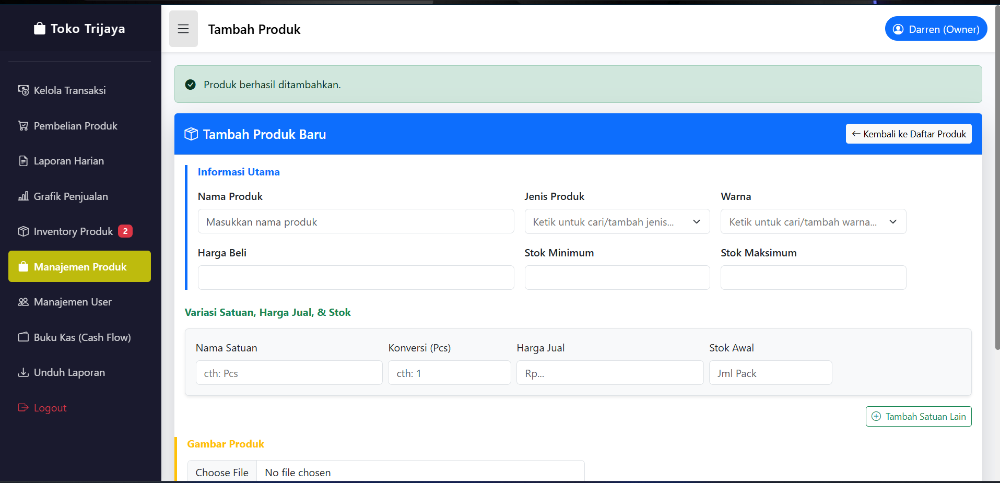 Toko Trijaya
Kelola Transaksi
Pembelian Produk
Laporan Harian
Grafik Penjualan
Inventory Produk 2
Manajemen Produk
Manajemen User
Buku Kas (Cash Flow)
Unduh Laporan
Logout
Tambah Produk
Darren (Owner)
Produk berhasil ditambahkan.
Tambah Produk Baru
← Kembali ke Daftar Produk
Informasi Utama
Nama Produk
Jenis Produk
Warna
Masukkan nama produk
Ketik untuk cari/tambah jenis...
Ketik untuk cari/tambah warna...
Harga Beli
Stok Minimum
Stok Maksimum
Variasi Satuan, Harga Jual, & Stok
Nama Satuan
Konversi (Pcs)
Harga Jual
Stok Awal
cth: Pcs
cth: 1
Rp...
Jml Pack
Tambah Satuan Lain
Gambar Produk
Choose File
No file chosen